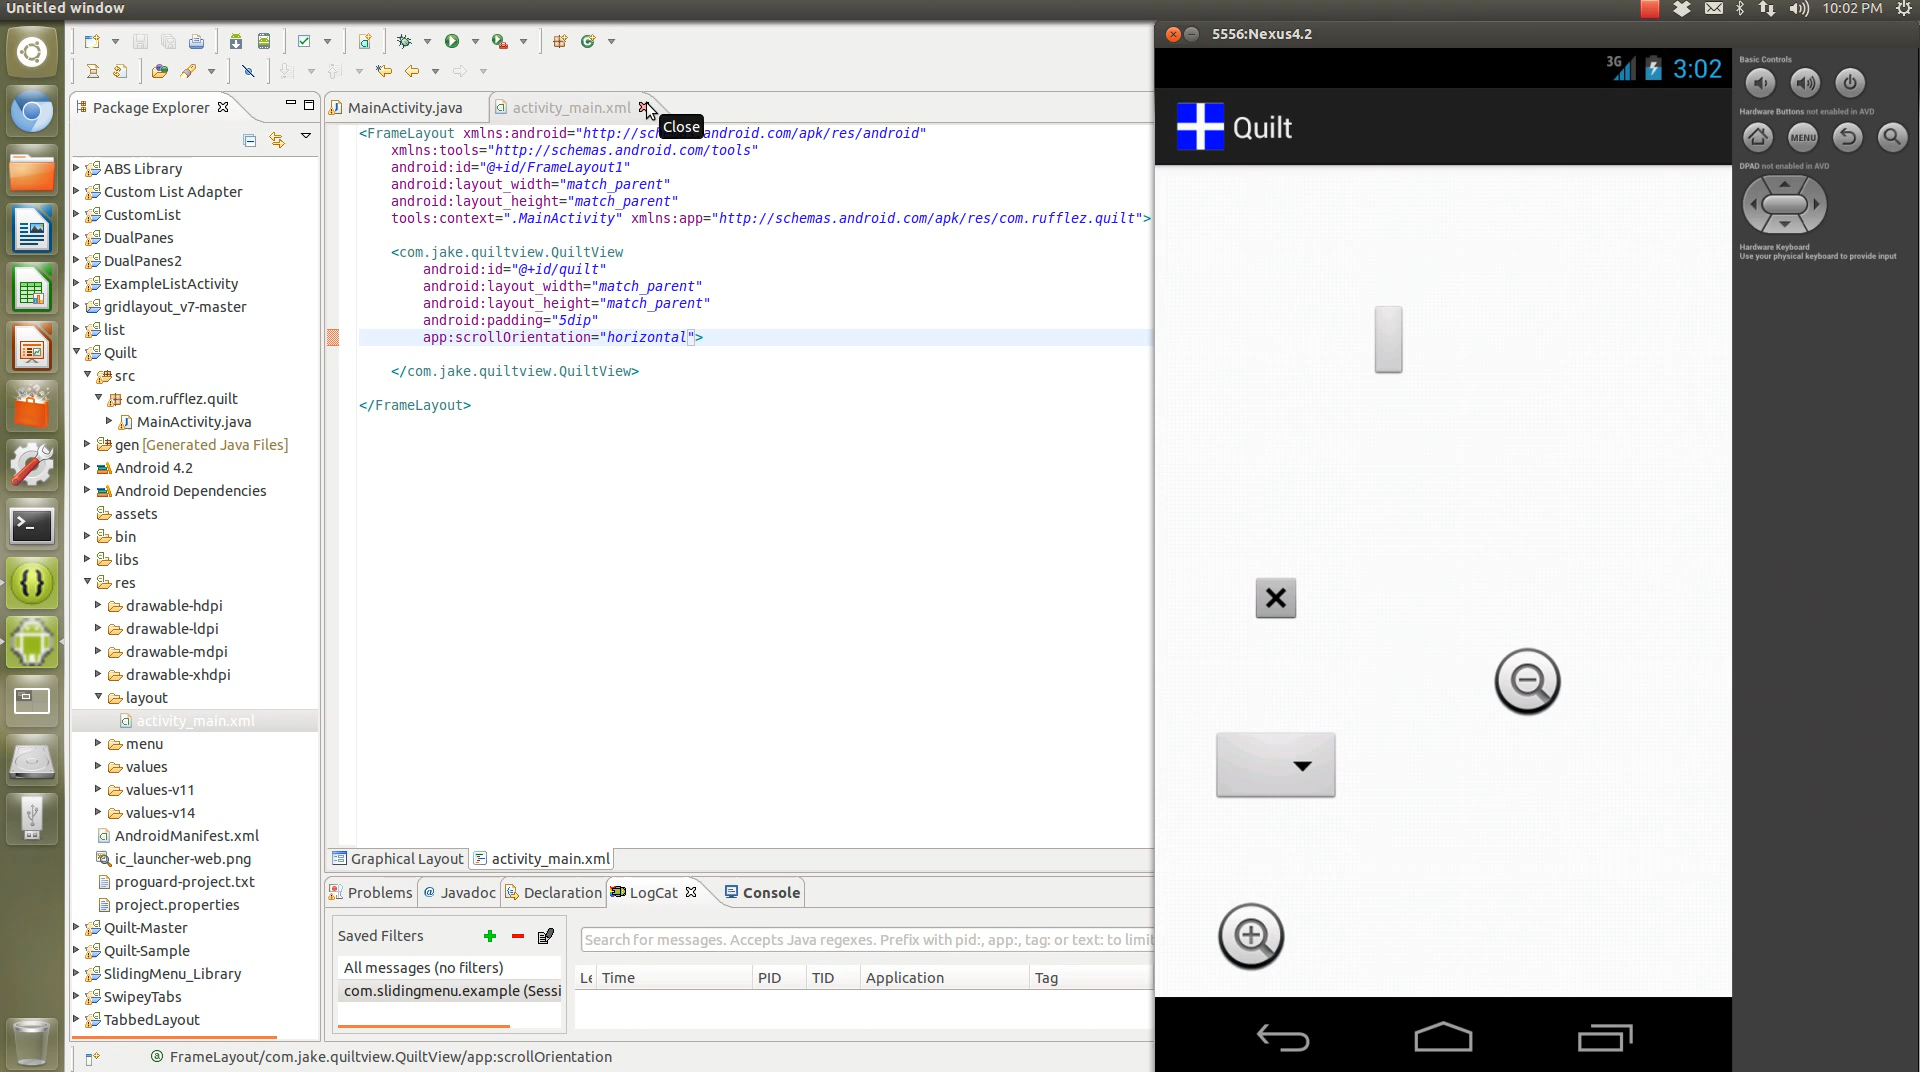 Untitled window
10:02 PM
5556:Nexus4.2
Package Explorer
ABS Library
Custom List Adapter
CustomList
DualPanes
DualPanes2
ExampleListActivity
gridlayout_v7-master
list
Quilt
src
com.rufflez.quilt
MainActivity.java
gen [Generated Java Files]
Android 4.2
Android Dependencies
assets
bin
libs
res
drawable-hdpi
drawable-ldpi
drawable-mdpi
drawable-xhdpi
layout
activity_main.xml
menu
values
values-v11
values-v14
AndroidManifest.xml
ic_launcher-web.png
proguard-project.txt
project.properties
Quilt-Master
Quilt-Sample
SlidingMenu_Library
SwipeyTabs
TabbedLayout
MainActivity.java
activity_main.xml
Close
<FrameLayout xmlns:android="http://sch android.com/apk/res/android"
xmlns:tools="http://schemas.android.com/tools"
android:id="@+id/FrameLayout1"
android:layout_width="match_parent"
android:layout_height="match_parent"
tools:context=".MainActivity" xmlns:app="http://schemas.android.com/apk/res/com.rufflez.quilt">
<com.jake.quiltview.QuiltView
android:id="@+id/quilt"
android:layout_width="match_parent"
android:layout_height="match_parent"
android:padding="5dip"
app:scrollOrientation="horizontal">
</com.jake.quiltview.QuiltView>
</FrameLayout>
Graphical Layout
activity_main.xml
Problems
@ Javadoc
Declaration
LogCat
Console
Saved Filters
All messages (no filters)
com.slidingmenu.example (Sessi
Search for messages. Accepts Java regexes. Prefix with pid:, app:, tag: or text: to limit
Le
Time
PID
TID
Application
Tag
FrameLayout/com.jake.quiltview.QuiltView/app:scrollOrientation
3G
3:02
Quilt
Basic Controls
Hardware Buttons not enabled in AVD
MENU
DPAD not enabled in AVD
Hardware Keyboard
Use your physical keyboard to provide input